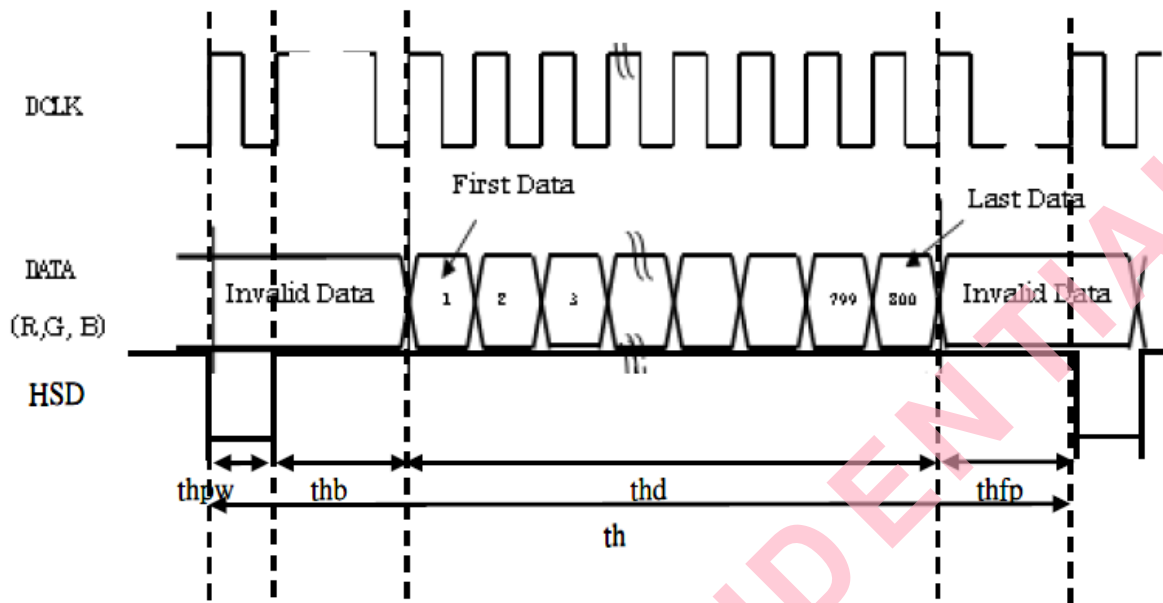 DCLK
First Data
Last Data
DATA
(R,G, B)
Invalid Data
1
2
3
799
800
Invalid Data
HSD
thpw
thb
thd
thfp
th